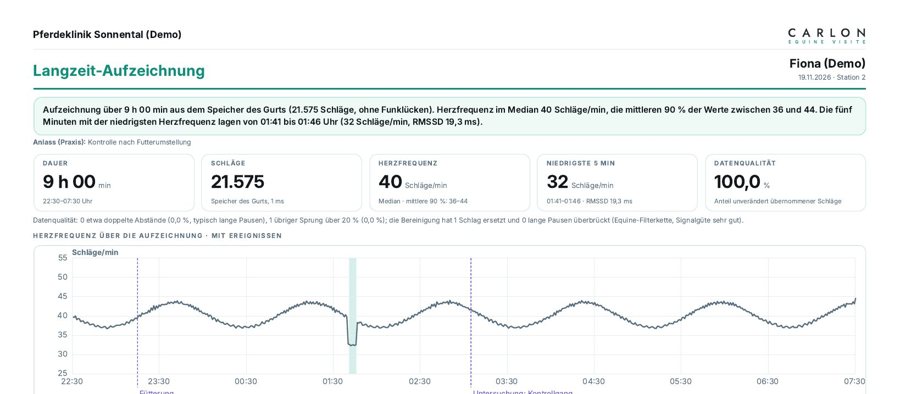 Pferdeklinik Sonnental (Demo)
CARLON
EQUINE VISITE
Langzeit-Aufzeichnung
Fiona (Demo)
19.11.2026 · Station 2
Aufzeichnung über 9 h 00 min aus dem Speicher des Gurts (21.575 Schläge, ohne Funklücken). Herzfrequenz im Median 40 Schläge/min, die mittleren 90 % der Werte zwischen 36 und 44. Die fünf
Minuten mit der niedrigsten Herzfrequenz lagen von 01:41 bis 01:46 Uhr (32 Schläge/min, RMSSD 19,3 ms).
Anlass (Praxis): Kontrolle nach Futterumstellung
DAUER
9 h 00 min
22:30–07:30 Uhr
SCHLÄGE
21.575
Speicher des Gurts, 1 ms
HERZFREQUENZ
40 Schläge/min
Median · mittlere 90 %: 36–44
NIEDRIGSTE 5 MIN
32 Schläge/min
01:41–01:46 · RMSSD 19,3 ms
DATENQUALITÄT
100,0 %
Anteil unverändert übernommener Schläge
Datenqualität: 0 etwa doppelte Abstände (0,0 %, typisch lange Pausen), 1 übriger Sprung über 20 % (0,0 %); die Bereinigung hat 1 Schlag ersetzt und 0 lange Pausen überbrückt (Equine-Filterkette, Signalgüte sehr gut).
HERZFREQUENZ ÜBER DIE AUFZEICHNUNG · MIT EREIGNISSEN
Schläge/min
55
50
45
40
35
30
25
22:30 23:30 00:30 01:30 02:30 03:30 04:30 05:30 06:30 07:30
Fütterung Untersuchung: Kontrollgang